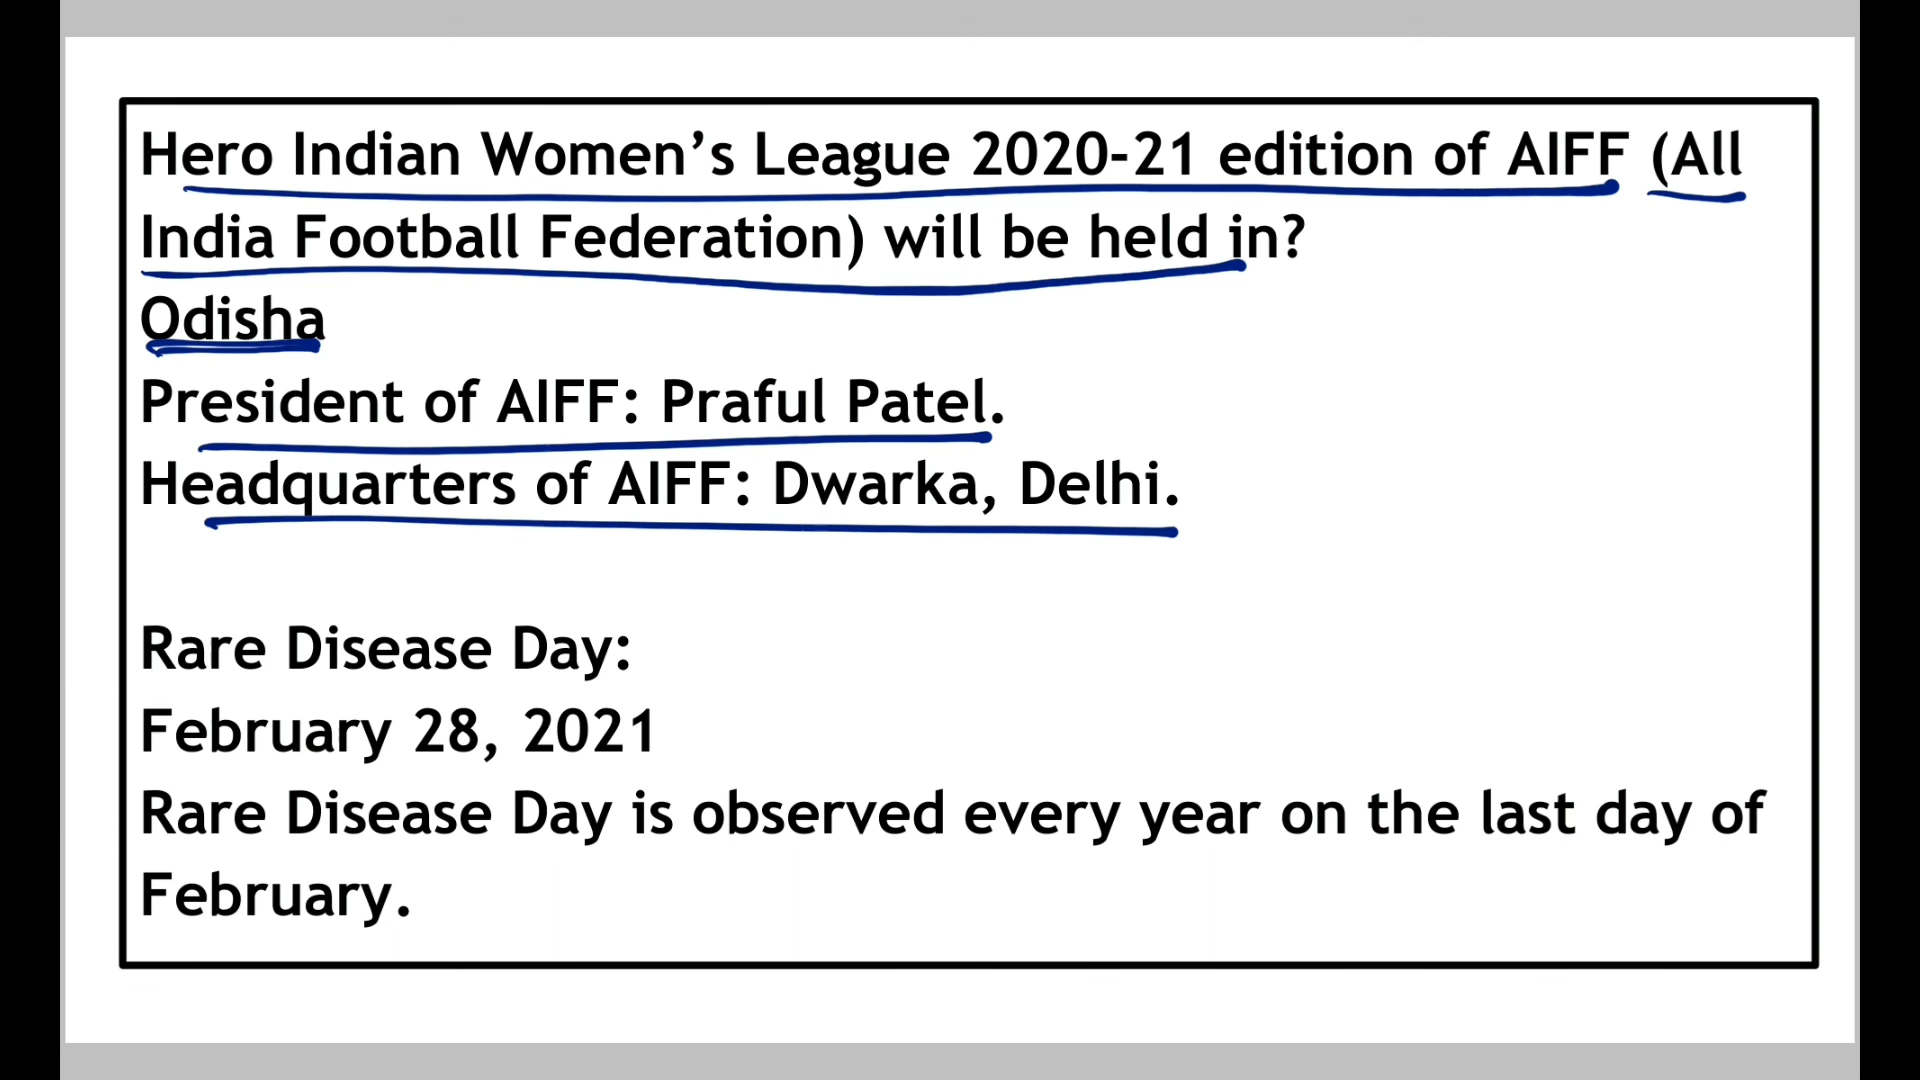 Hero Indian Women’s League 2020-21 edition of AIFF (All
India Football Federation) will be held in?
Odisha
President of AIFF: Praful Patel.
Headquarters of AIFF: Dwarka, Delhi.
Rare Disease Day:
February 28, 2021
Rare Disease Day is observed every year on the last day of
February.